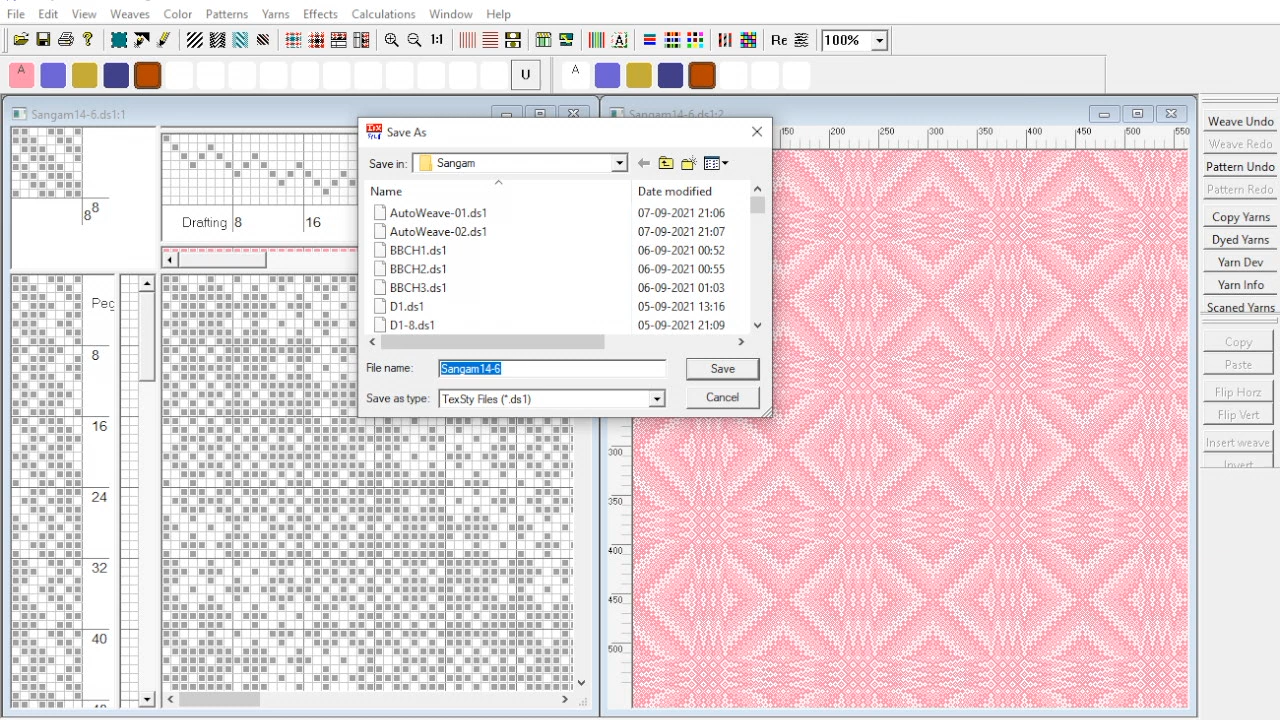 File Edit View Weaves Color Patterns Yarns Effects Calculations Window Help
1:1 A Re 100%
A U A
Sangam14-6.ds1:1
Sangam14-6.ds1:2
Save As
Save in: Sangam
Name Date modified
AutoWeave-01.ds1 07-09-2021 21:06
AutoWeave-02.ds1 07-09-2021 21:07
BBCH1.ds1 06-09-2021 00:52
BBCH2.ds1 06-09-2021 00:55
BBCH3.ds1 06-09-2021 01:03
D1.ds1 05-09-2021 13:16
D1-8.ds1 05-09-2021 21:09
File name: Sangam14-6 Save
Save as type: TexSty Files (*.ds1) Cancel
8 8
Drafting 8 16
Peg
8
16
24
32
40
150 200 250 300 350 400 450 500 550
300
350
400
450
500
Weave Undo
Weave Redo
Pattern Undo
Pattern Redo
Copy Yarns
Dyed Yarns
Yarn Dev
Yarn Info
Scaned Yarns
Copy
Paste
Flip Horz
Flip Vert
Insert weave
Invert